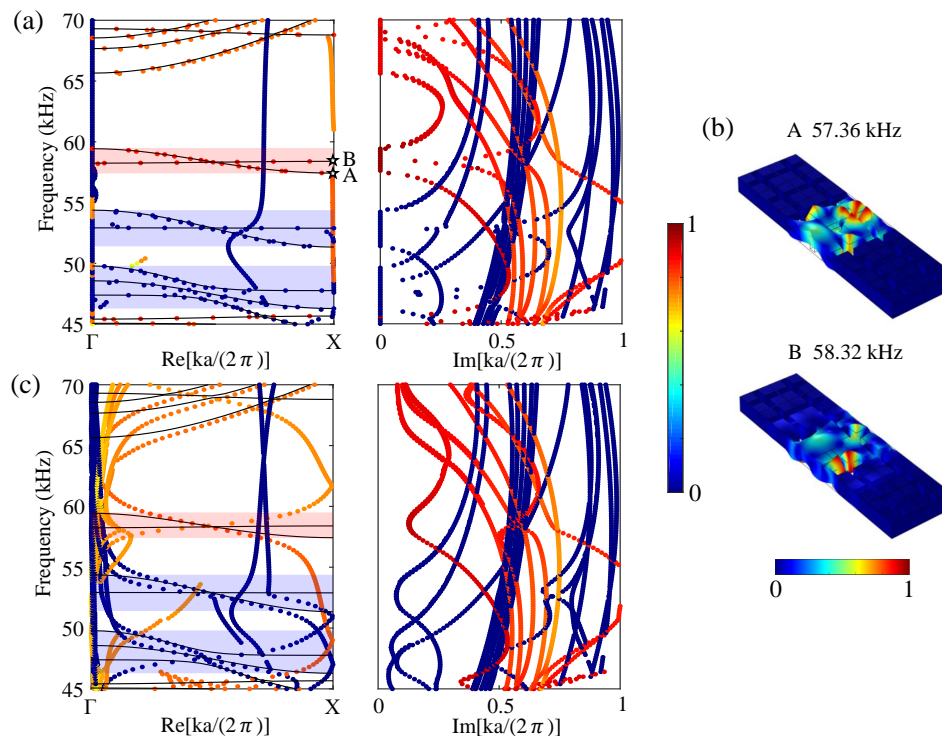 (a)
70
65
60
55
50
45
Frequency (kHz)
B
A
Γ
X
Re[ka/(2π)]
0
0.5
1
Im[ka/(2π)]
1
0
(b)
A 57.36 kHz
B 58.32 kHz
0
1
(c)
70
65
60
55
50
45
Frequency (kHz)
Γ
X
Re[ka/(2π)]
0
0.5
1
Im[ka/(2π)]